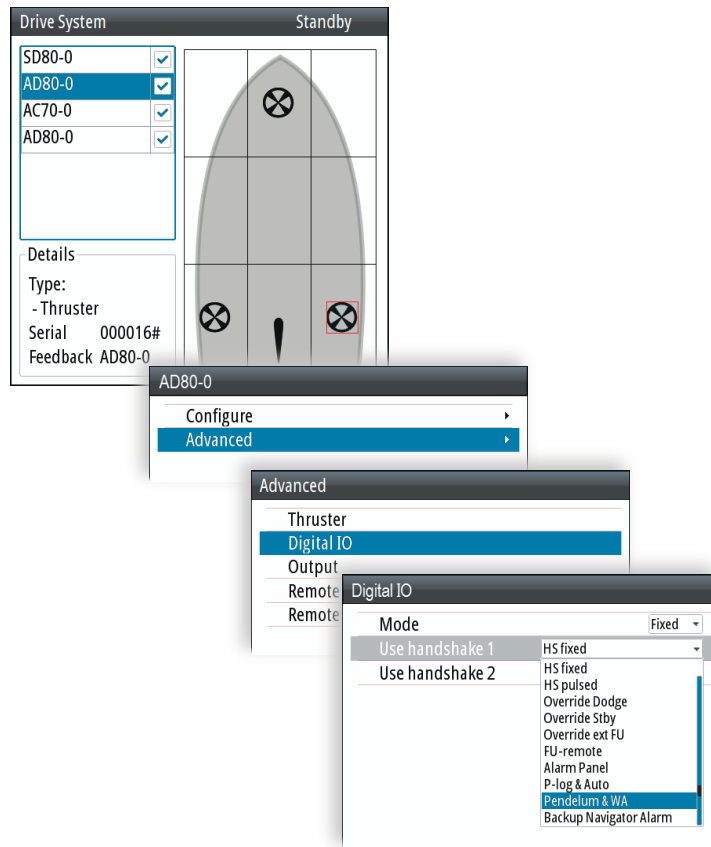 Drive System Standby
SD80-0
AD80-0
AC70-0
AD80-0
Details
Type:
- Thruster
Serial 000016#
Feedback AD80-0
AD80-0
Configure
Advanced
Advanced
Thruster
Digital IO
Output
Remote
Remote
Digital IO
Mode Fixed
Use handshake 1 HS fixed
Use handshake 2
HS fixed
HS pulsed
Override Dodge
Override Stby
Override ext FU
FU-remote
Alarm Panel
P-log & Auto
Pendelum & WA
Backup Navigator Alarm